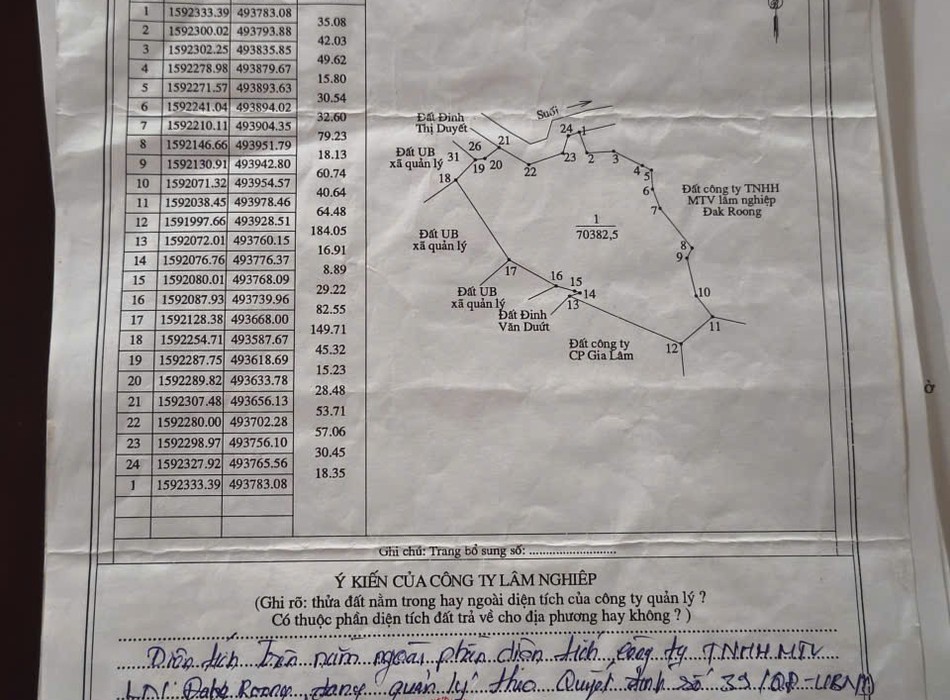 1 1592333.39 493783.08
35.08
2 1592300.02 493793.88
42.03
3 1592302.25 493835.85
49.62
4 1592278.98 493879.67
15.80
5 1592271.57 493893.63
30.54
6 1592241.04 493894.02
32.60
7 1592210.11 493904.35
79.23
8 1592146.66 493951.79
18.13
9 1592130.91 493942.80
60.74
10 1592071.32 493954.57
40.64
11 1592038.45 493978.46
64.48
12 1591997.66 493928.51
184.05
13 1592072.01 493760.15
16.91
14 1592076.76 493776.37
8.89
15 1592080.01 493768.09
29.22
16 1592087.93 493739.96
82.55
17 1592128.38 493668.00
149.71
18 1592254.71 493587.67
45.32
19 1592287.75 493618.69
15.23
20 1592289.82 493633.78
28.48
21 1592307.48 493656.13
53.71
22 1592280.00 493702.28
57.06
23 1592298.97 493756.10
30.45
24 1592327.92 493765.56
18.35
1 1592333.39 493783.08
Suối
Đất Đinh
Thị Duyết
24 1
26 21
Đất UB
xã quản lý
31
19 20
22
23 2 3
4
5
18
6
7
Đất công ty TNHH
MTV lâm nghiệp
Đak Roong
1
70382,5
Đất UB
xã quản lý
8
9
17
16 15
14
13
10
Đất UB
xã quản lý
Đất Đinh
Văn Duứt
11
12
Đất công ty
CP Gia Lâm
ở
Ghi chú: Trang bổ sung số: ..........................
Ý KIẾN CỦA CÔNG TY LÂM NGHIỆP
(Ghi rõ: thửa đất nằm trong hay ngoài diện tích của công ty quản lý ?
Có thuộc phần diện tích đất trả về cho địa phương hay không ? )
Diện tích trên nằm ngoài phần diện tích công ty TNHH MTV
LN Đak Roong đang quản lý theo Quyết định số 39/QĐ-UBND